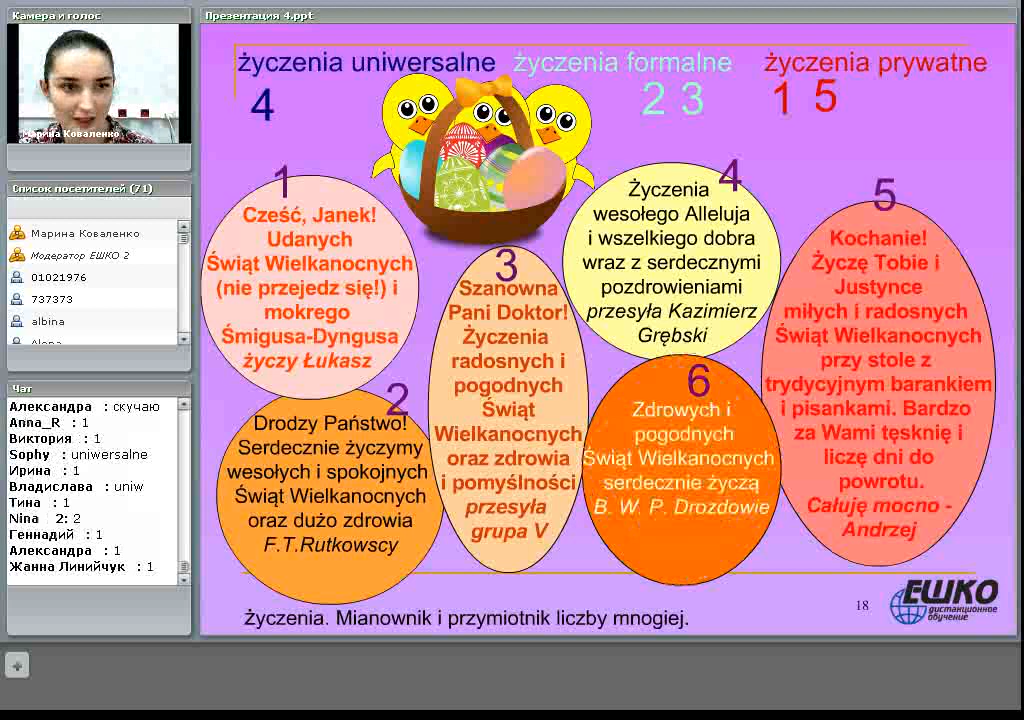 Камера и голос
Марина Коваленко
Список посетителей (71)
Марина Коваленко
Модератор ЕШКО 2
01021976
737373
albina
Alena
Чат
Александра : скучаю
Anna_R : 1
Виктория : 1
Sophy : uniwersalne
Ирина : 1
Владислава : uniw
Тина : 1
Nina 2: 2
Геннадий : 1
Александра : 1
Жанна Линийчук : 1
Презентация 4.ppt
życzenia uniwersalne
4
życzenia formalne
2 3
życzenia prywatne
1 5
1
Cześć, Janek!
Udanych
Świąt Wielkanocnych
(nie przejedz się!) i
mokrego
Śmigusa-Dyngusa
życzy Łukasz
2
Drodzy Państwo!
Serdecznie życzymy
wesołych i spokojnych
Świąt Wielkanocnych
oraz dużo zdrowia
F.T.Rutkowscy
3
Szanowna
Pani Doktor!
Życzenia
radosnych i
pogodnych
Świąt
Wielkanocnych
oraz zdrowia
i pomyślności
przesyła
grupa V
4
Życzenia
wesołego Alleluja
i wszelkiego dobra
wraz z serdecznymi
pozdrowieniami
przesyła Kazimierz
Grębski
5
Kochanie!
Życzę Tobie i
Justynce
miłych i radosnych
Świąt Wielkanocnych
przy stole z
trydycyjnym barankiem
i pisankami. Bardzo
za Wami tęsknię i
liczę dni do
powrotu.
Całuję mocno -
Andrzej
6
Zdrowych i
pogodnych
Świąt Wielkanocnych
serdecznie życzą
B. W. P. Drozdowie
18
ЕШКО
дистанционное
обучение
Życzenia. Mianownik i przymiotnik liczby mnogiej.